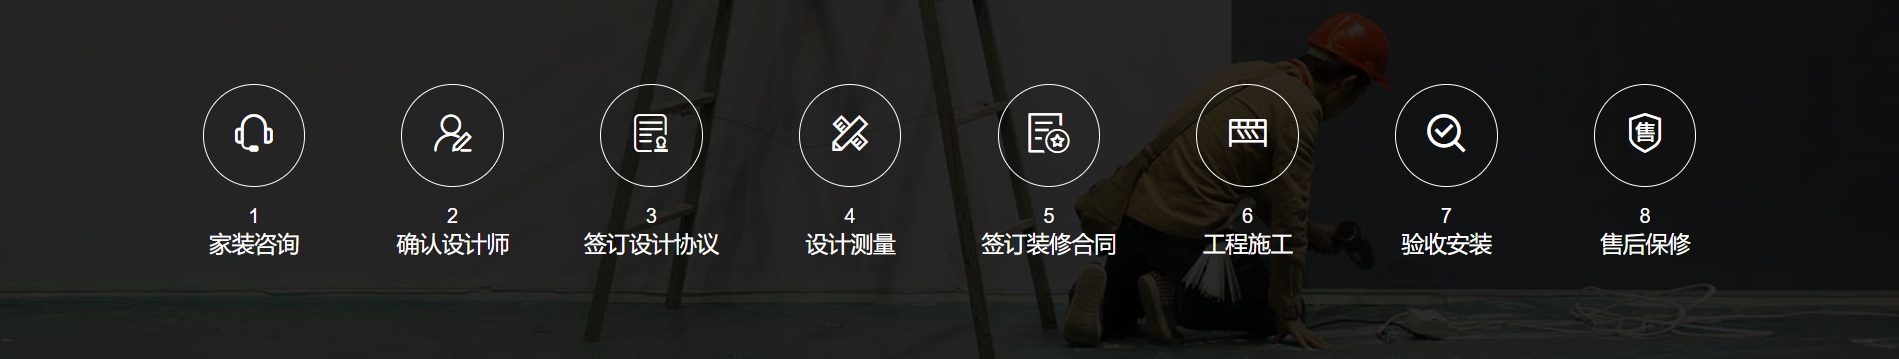 1
家装咨询
2
确认设计师
3
签订设计协议
4
设计测量
5
签订装修合同
6
工程施工
7
验收安装
售
8
售后保修